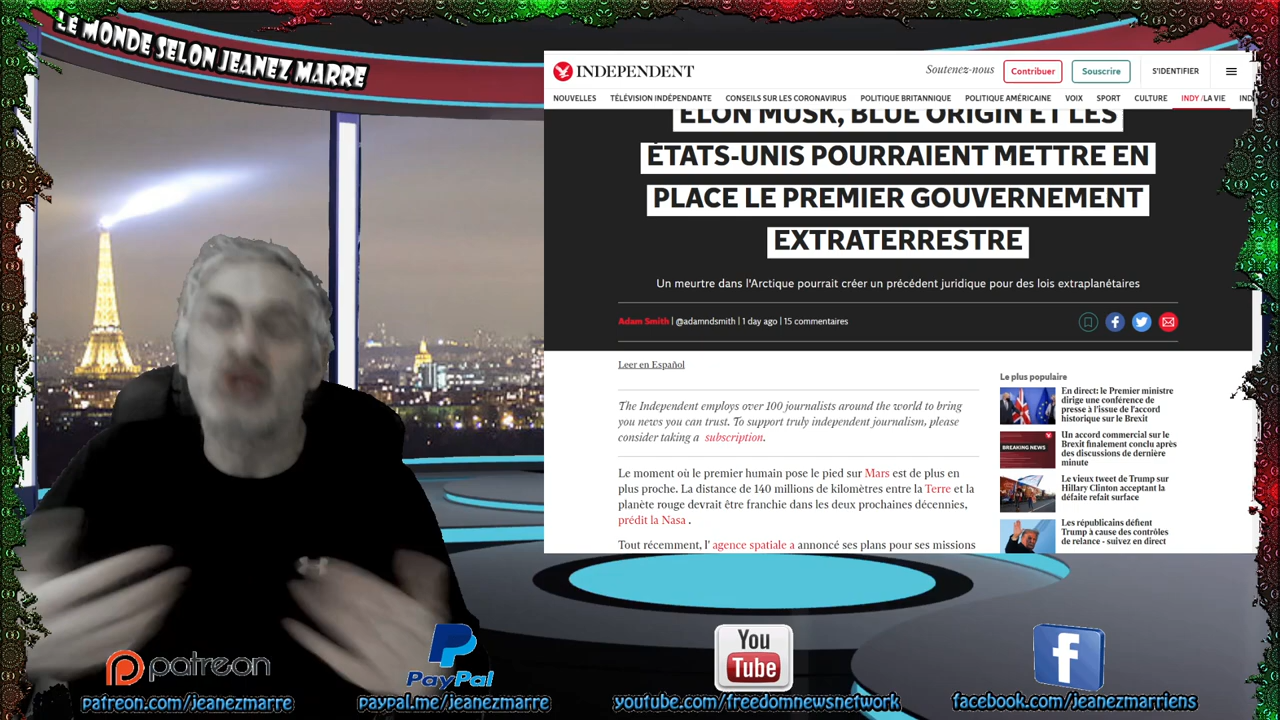 LE MONDE SELON JEANEZ MARRE
INDEPENDENT
Soutenez-nous
Contribuer
Souscrire
S'IDENTIFIER
NOUVELLES TÉLÉVISION INDÉPENDANTE CONSEILS SUR LES CORONAVIRUS POLITIQUE BRITANNIQUE POLITIQUE AMÉRICAINE VOIX SPORT CULTURE INDY /LA VIE
ELON MUSK, BLUE ORIGIN ET LES
ÉTATS-UNIS POURRAIENT METTRE EN
PLACE LE PREMIER GOUVERNEMENT
EXTRATERRESTRE
Un meurtre dans l'Arctique pourrait créer un précédent juridique pour des lois extraplanétaires
Adam Smith | @adamndsmith | 1 day ago | 15 commentaires
Leer en Español
The Independent employs over 100 journalists around the world to bring
you news you can trust. To support truly independent journalism, please
consider taking a subscription.
Le moment où le premier humain pose le pied sur Mars est de plus en
plus proche. La distance de 140 millions de kilomètres entre la Terre et la
planète rouge devrait être franchie dans les deux prochaines décennies,
prédit la Nasa .
Tout récemment, l' agence spatiale a annoncé ses plans pour ses missions
Le plus populaire
En direct: le Premier ministre
dirige une conférence de
presse à l'issue de l'accord
historique sur le Brexit
BREAKING NEWS
Un accord commercial sur le
Brexit finalement conclu après
des discussions de dernière
minute
Le vieux tweet de Trump sur
Hillary Clinton acceptant la
défaite refait surface
Les républicains défient
Trump à cause des contrôles
de relance - suivez en direct
patreon
patreon.com/jeanezmarre
PayPal
paypal.me/jeanezmarre
You
Tube
youtube.com/freedomnewsnetwork
facebook.com/jeanezmarriens